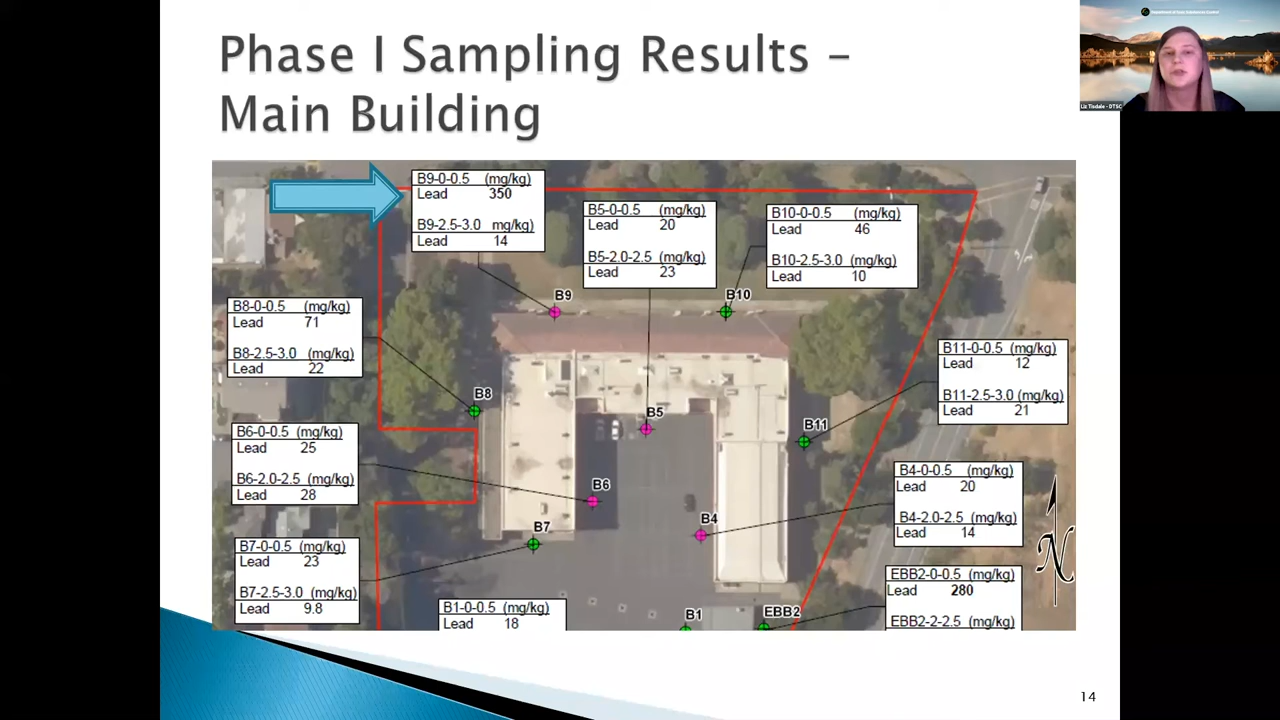 Phase I Sampling Results –
Main Building
Liz Tisdale - DTSC
B9-0-0.5 (mg/kg)
Lead 350
B9-2.5-3.0 mg/kg)
Lead 14
B5-0-0.5 (mg/kg)
Lead 20
B5-2.0-2.5 (mg/kg)
Lead 23
B10-0-0.5 (mg/kg)
Lead 46
B10-2.5-3.0 (mg/kg)
Lead 10
B9
B10
B8-0-0.5 (mg/kg)
Lead 71
B8-2.5-3.0 (mg/kg)
Lead 22
B11-0-0.5 (mg/kg)
Lead 12
B11-2.5-3.0 (mg/kg)
Lead 21
B8
B5
B11
B6-0-0.5 (mg/kg)
Lead 25
B6-2.0-2.5 (mg/kg)
Lead 28
B6
B4-0-0.5 (mg/kg)
Lead 20
B4-2.0-2.5 (mg/kg)
Lead 14
B7
B4
N
B7-0-0.5 (mg/kg)
Lead 23
B7-2.5-3.0 (mg/kg)
Lead 9.8
EBB2-0-0.5 (mg/kg)
Lead 280
EBB2-2-2.5 (mg/kg)
B1-0-0.5 (mg/kg)
Lead 18
B1
EBB2
14